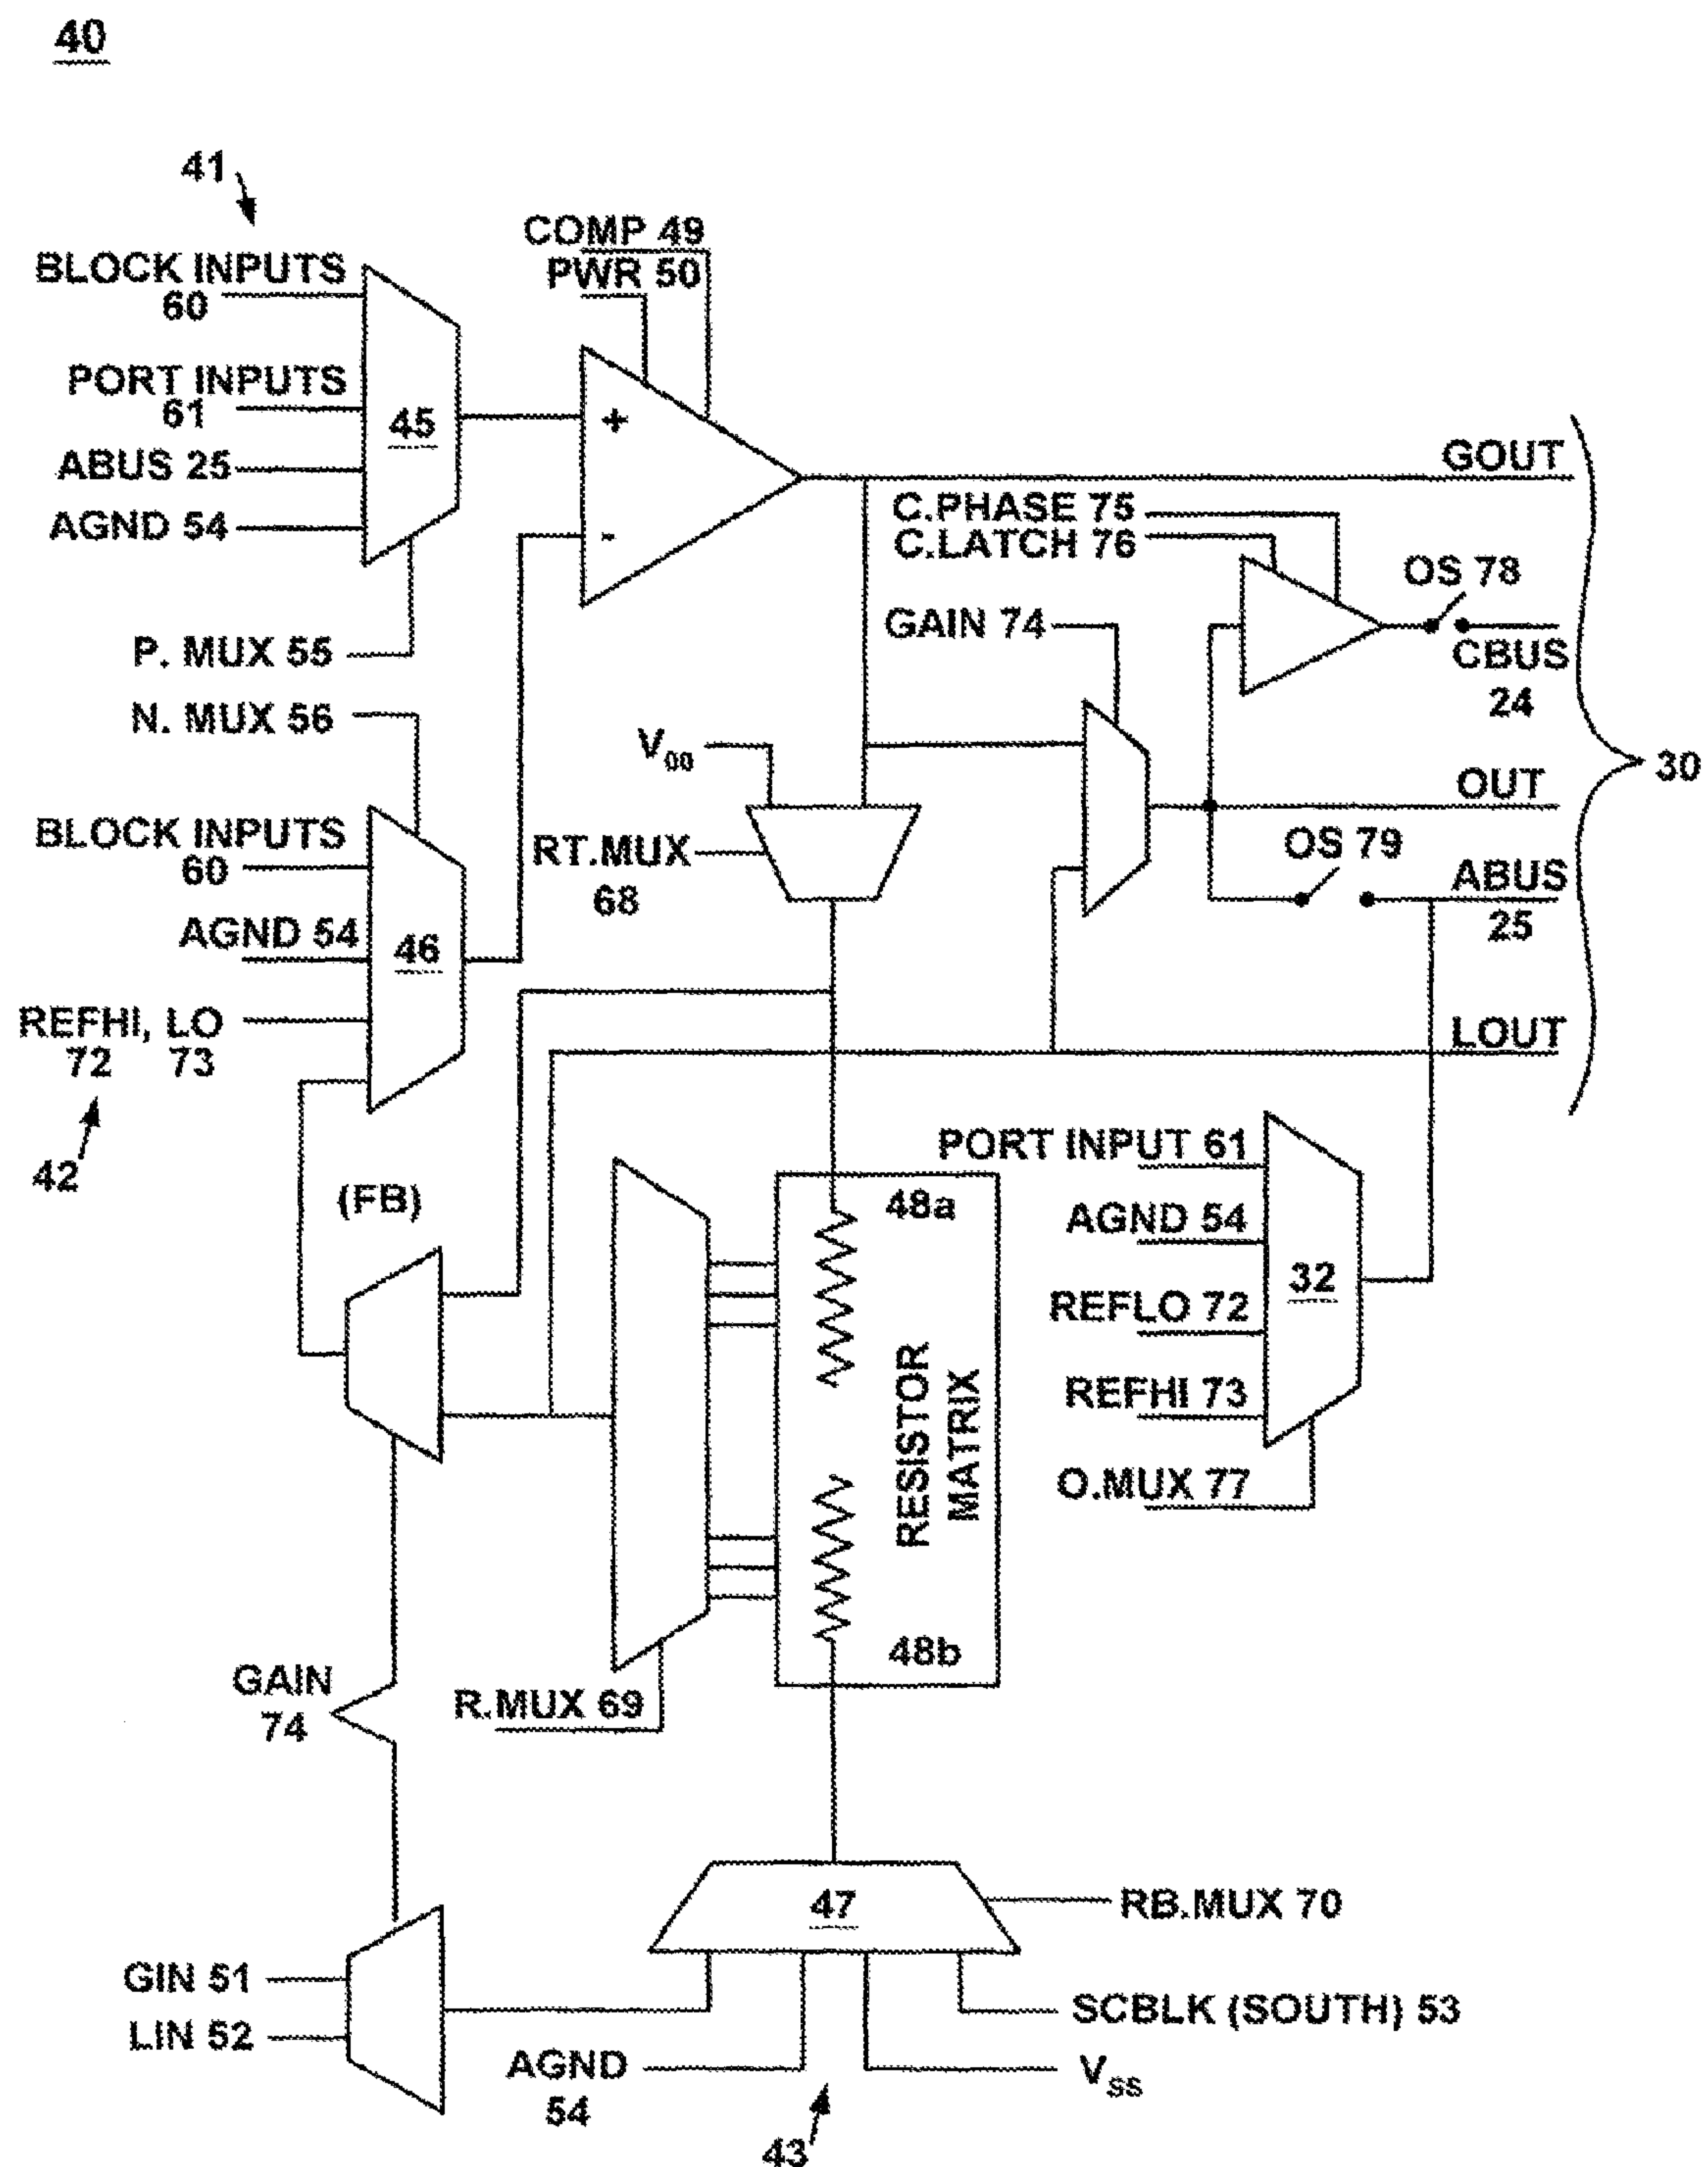 40
41
COMP 49
PWR 50
BLOCK INPUTS
60
PORT INPUTS
61
45
ABUS 25
AGND 54
+
-
GOUT
C.PHASE 75
C.LATCH 76
OS 78
GAIN 74
CBUS
24
P. MUX 55
N. MUX 56
V00
30
OUT
BLOCK INPUTS
60
RT.MUX
68
OS 79
ABUS
25
AGND 54
46
REFHI, LO
72 73
LOUT
42
(FB)
PORT INPUT 61
48a
AGND 54
32
REFLO 72
RESISTOR
MATRIX
REFHI 73
O.MUX 77
48b
GAIN
74
R.MUX 69
47
RB.MUX 70
GIN 51
LIN 52
SCBLK (SOUTH) 53
AGND
54
VSS
43